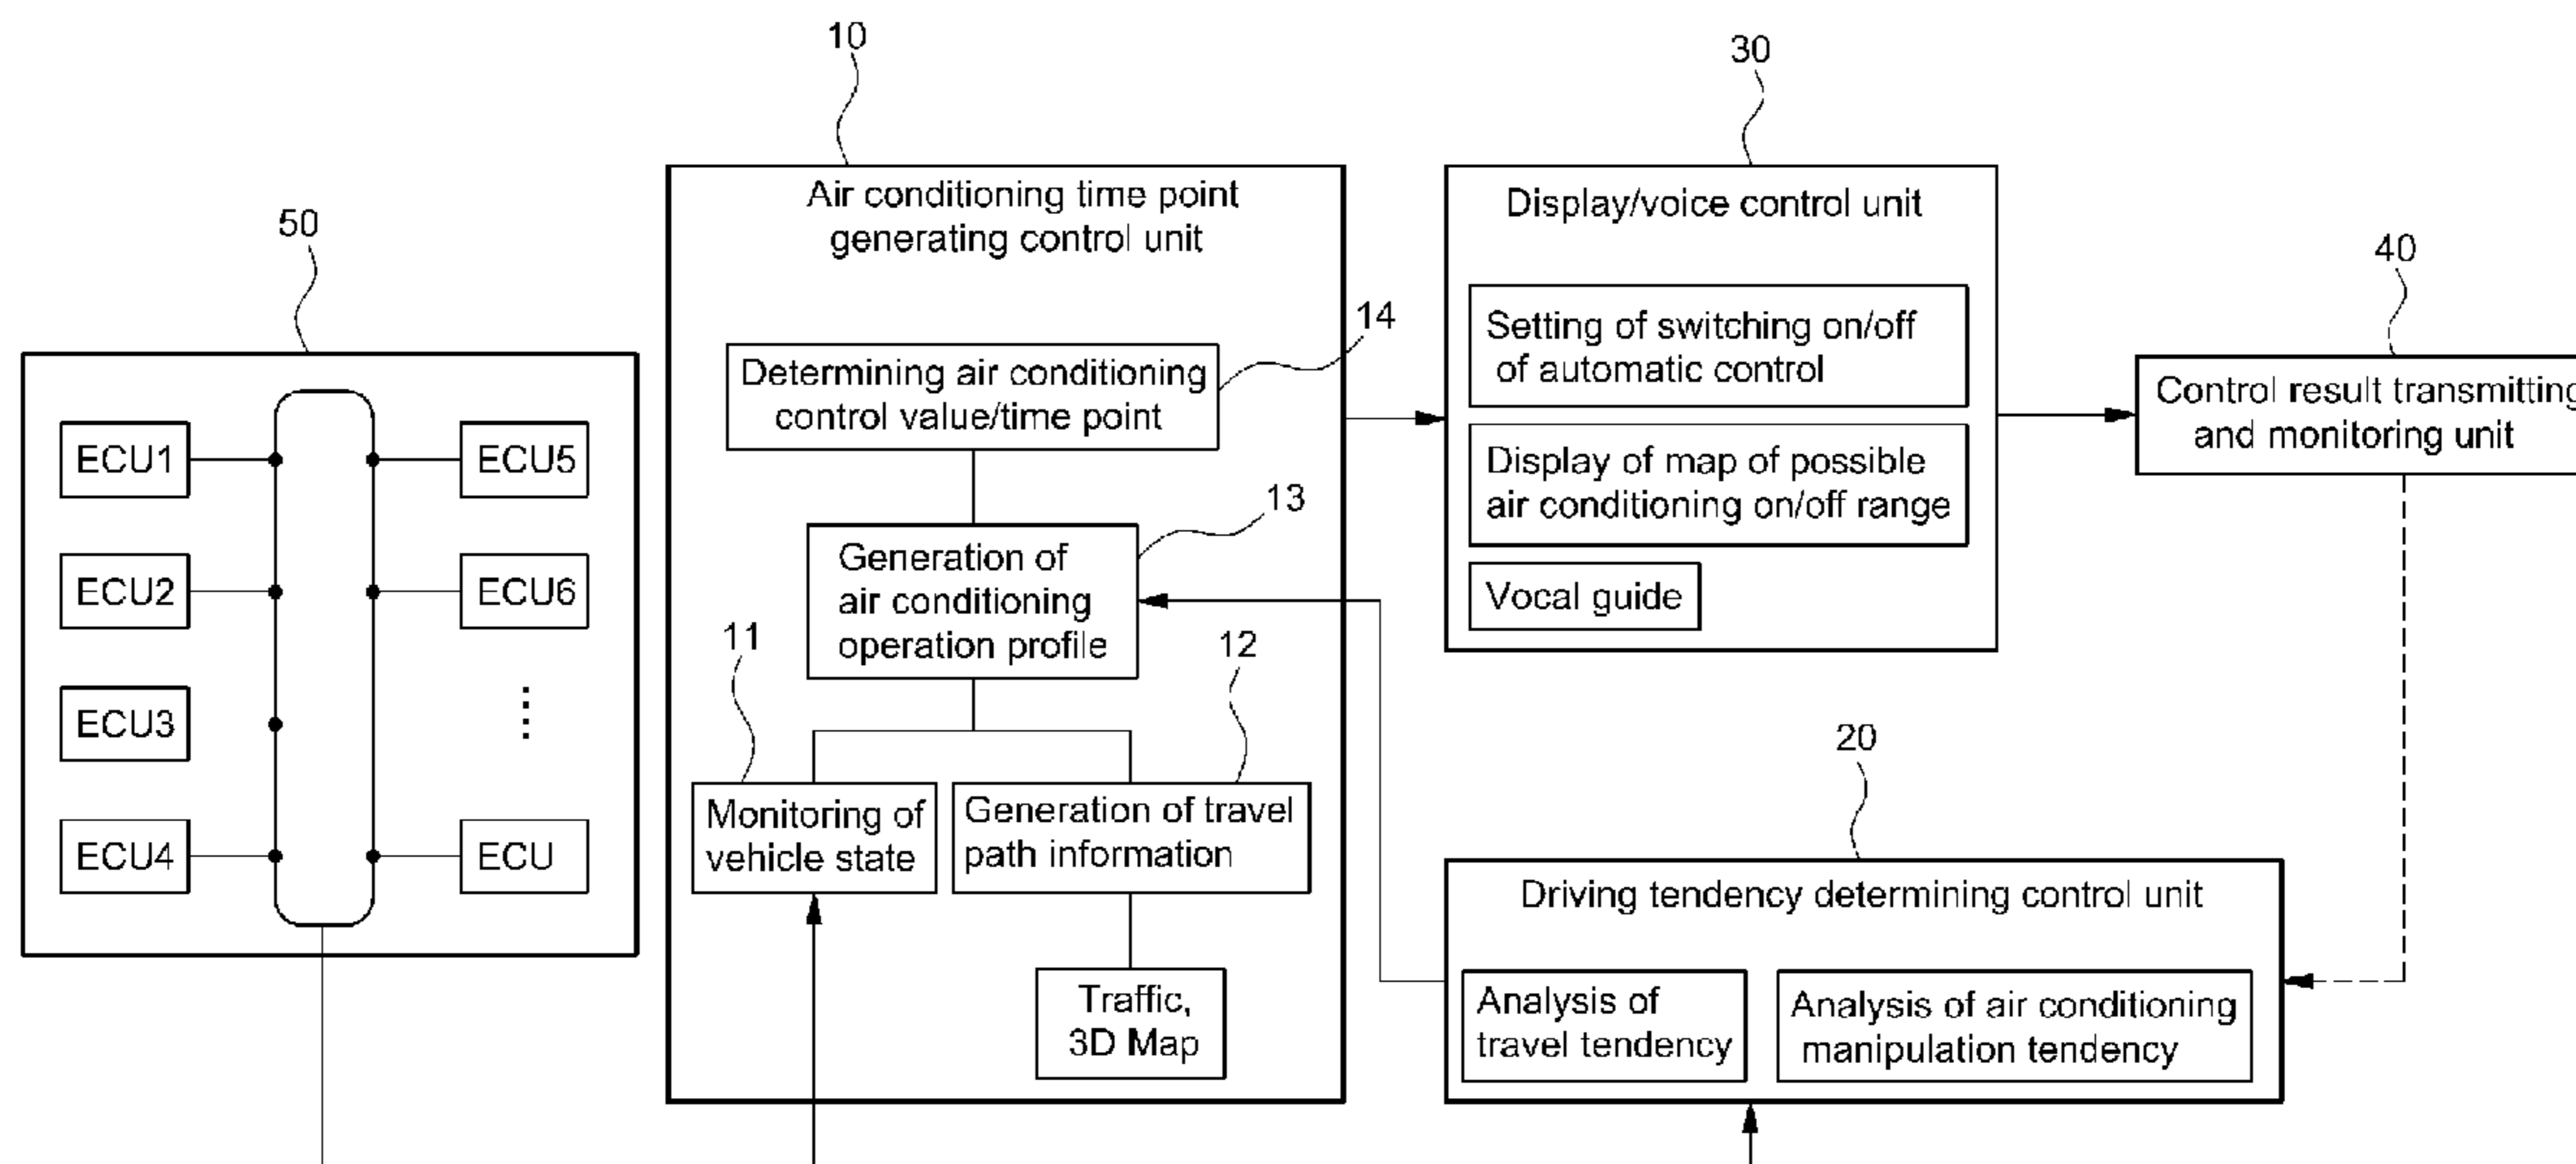 50
ECU1
ECU2
ECU3
ECU4
ECU5
ECU6
ECU
10
Air conditioning time point
generating control unit
14
Determining air conditioning
control value/time point
13
Generation of
air conditioning
operation profile
11
Monitoring of
vehicle state
12
Generation of travel
path information
Traffic,
3D Map
30
Display/voice control unit
Setting of switching on/off
of automatic control
Display of map of possible
air conditioning on/off range
Vocal guide
40
Control result transmitting
and monitoring unit
20
Driving tendency determining control unit
Analysis of
travel tendency
Analysis of air conditioning
manipulation tendency